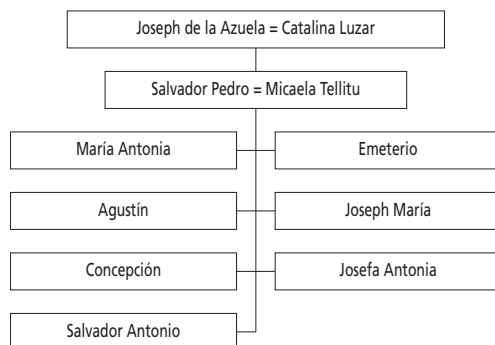 Joseph de la Azuela = Catalina Luzar
Salvador Pedro = Micaela Tellitu
María Antonia
Emeterio
Agustín
Joseph María
Concepción
Josefa Antonia
Salvador Antonio